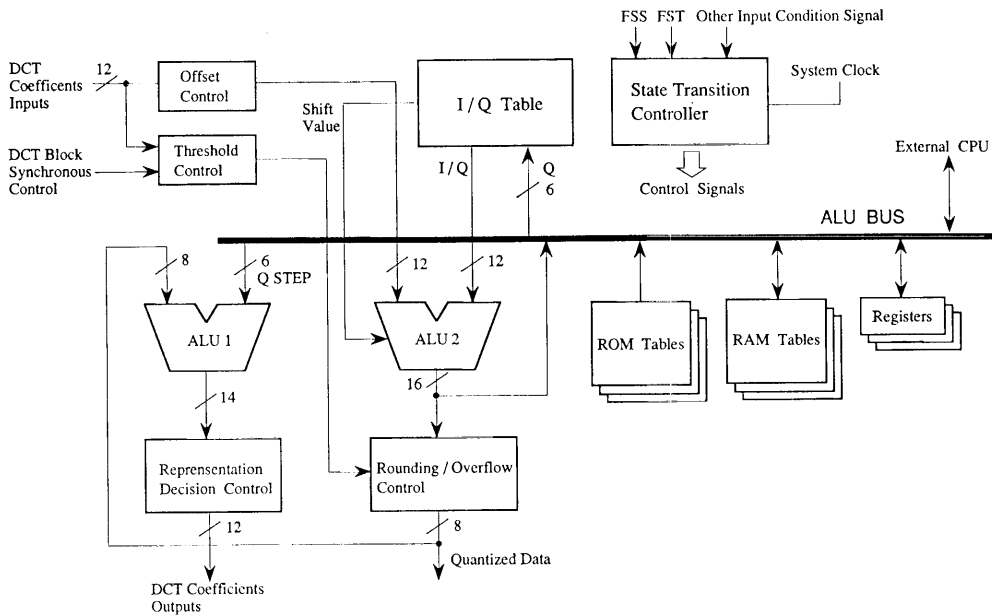 FSS FST Other Input Condition Signal
DCT
Coefficents
Inputs
12
Offset
Control
Shift
Value
I / Q Table
State Transition
Controller
System Clock
DCT Block
Synchronous
Control
Threshold
Control
I/Q
Q
6
Control Signals
External CPU
ALU BUS
8
6
Q STEP
12
12
ALU 1
ALU 2
ROM Tables
RAM Tables
Registers
14
16
Reprensentation
Decision Control
Rounding / Overflow
Control
12
8
DCT Coefficients
Outputs
Quantized Data